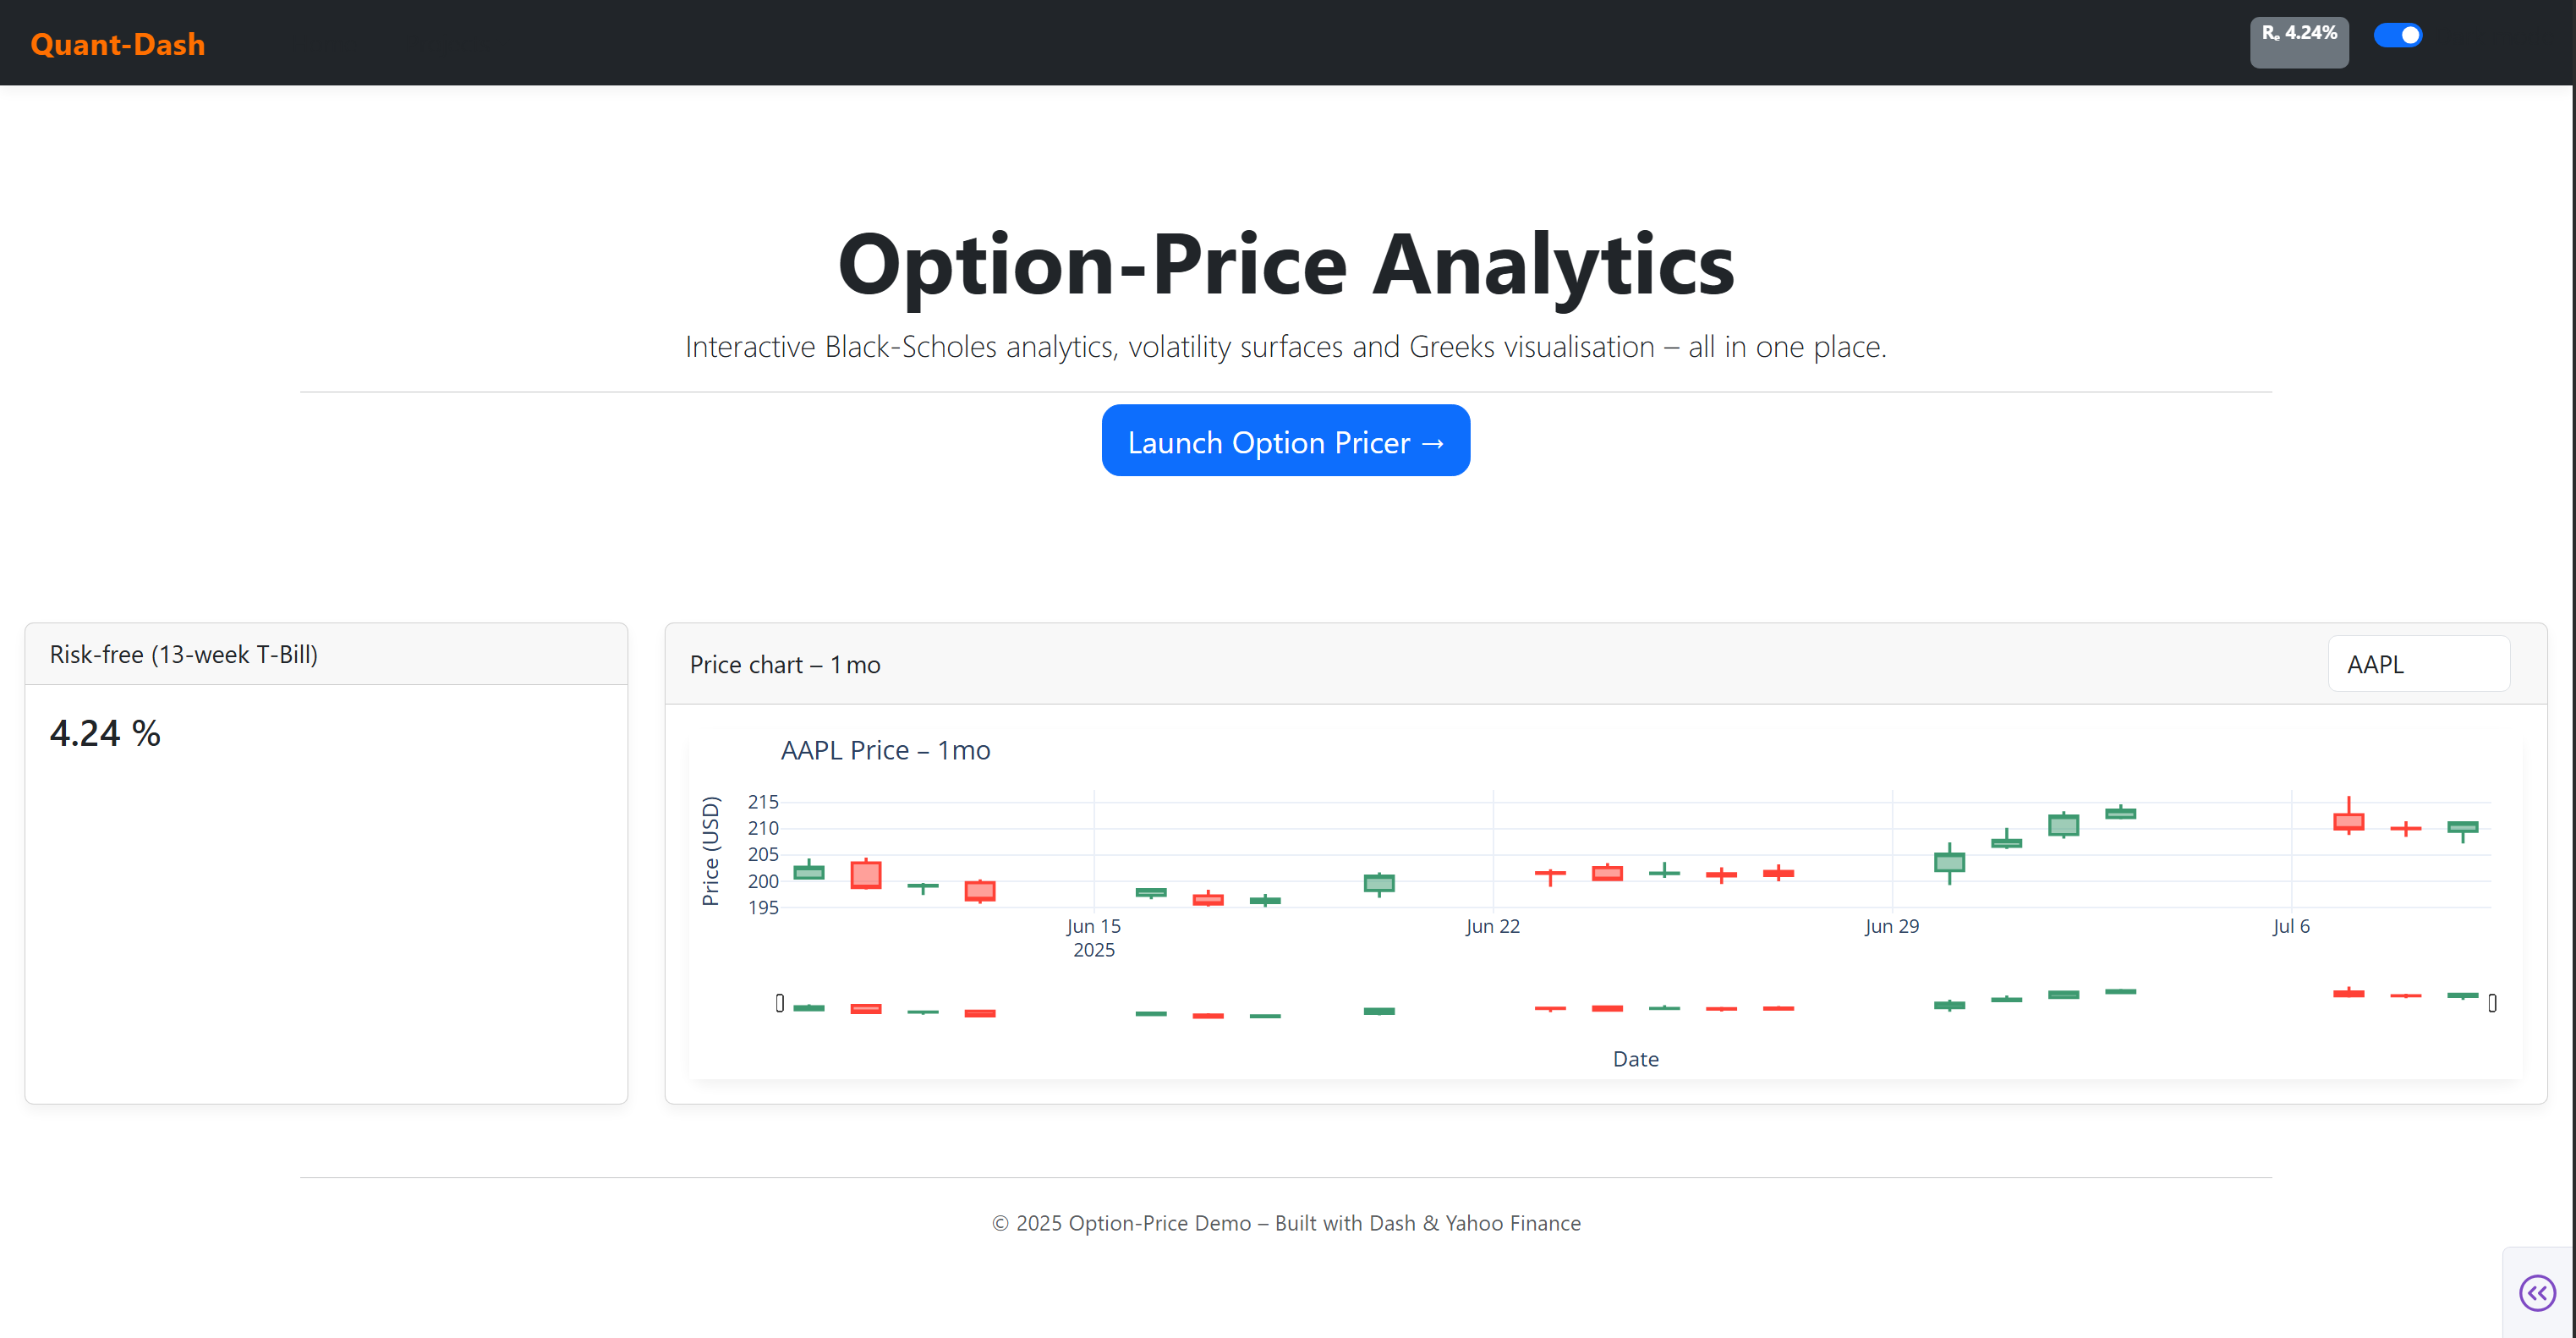 Quant-Dash
Rₑ 4.24%
Option-Price Analytics
Interactive Black-Scholes analytics, volatility surfaces and Greeks visualisation – all in one place.
Launch Option Pricer →
Risk-free (13-week T-Bill)
4.24 %
Price chart – 1 mo
AAPL
AAPL Price – 1mo
Price (USD)
215
210
205
200
195
Jun 15
2025
Jun 22
Jun 29
Jul 6
Date
© 2025 Option-Price Demo – Built with Dash & Yahoo Finance